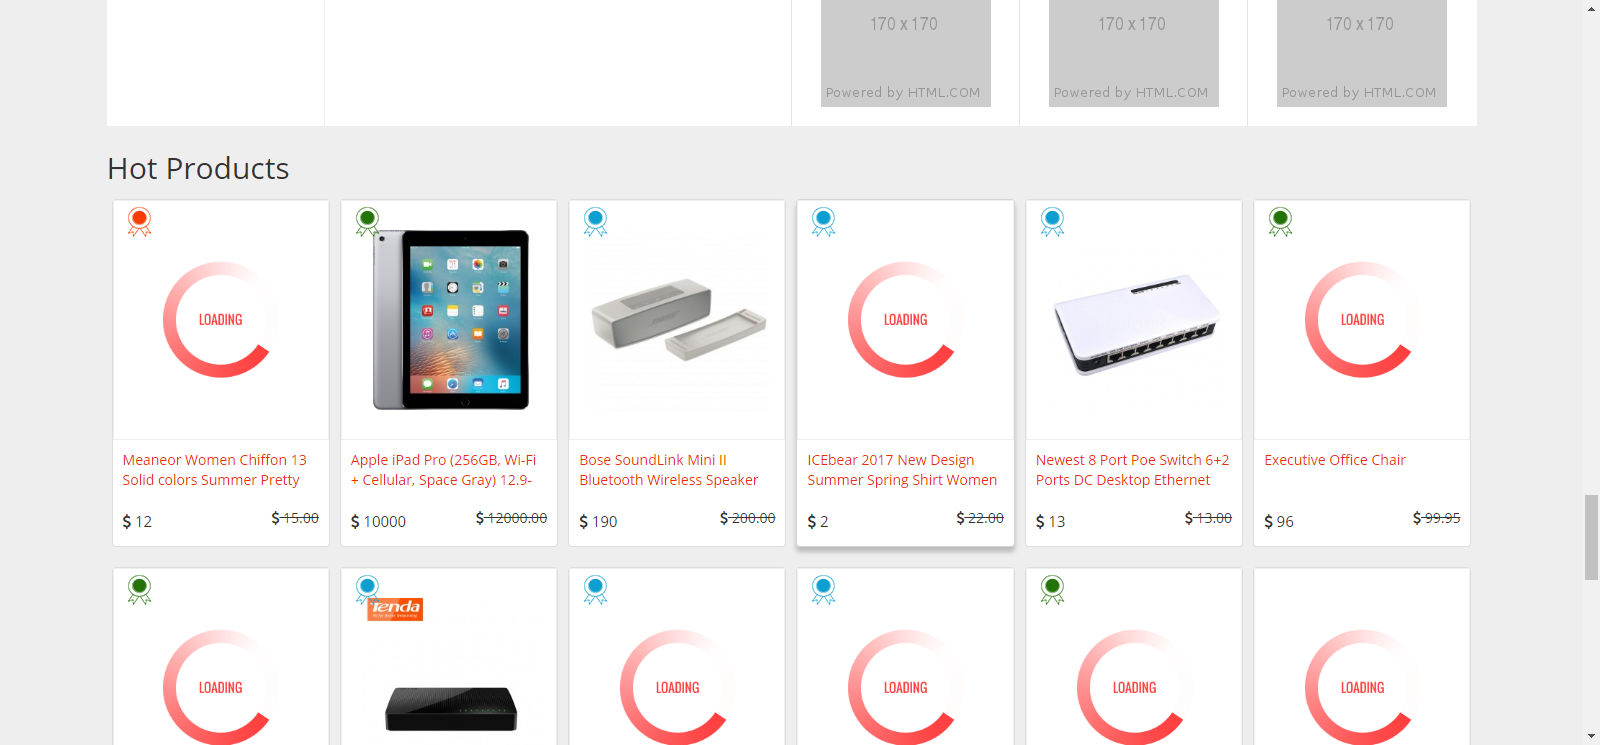 170 x 170
170 x 170
170 x 170
Powered by HTML.COM
Powered by HTML.COM
Powered by HTML.COM
Hot Products
LOADING
LOADING
LOADING
Meaneor Women Chiffon 13
Solid colors Summer Pretty
$ 12
$ 15.00
Apple iPad Pro (256GB, Wi-Fi
+ Cellular, Space Gray) 12.9-
$ 10000
$ 12000.00
Bose SoundLink Mini II
Bluetooth Wireless Speaker
$ 190
$ 200.00
ICEbear 2017 New Design
Summer Spring Shirt Women
$ 2
$ 22.00
Newest 8 Port Poe Switch 6+2
Ports DC Desktop Ethernet
$ 13
$ 13.00
Executive Office Chair
$ 96
$ 99.95
Tenda
LOADING
LOADING
LOADING
LOADING
LOADING